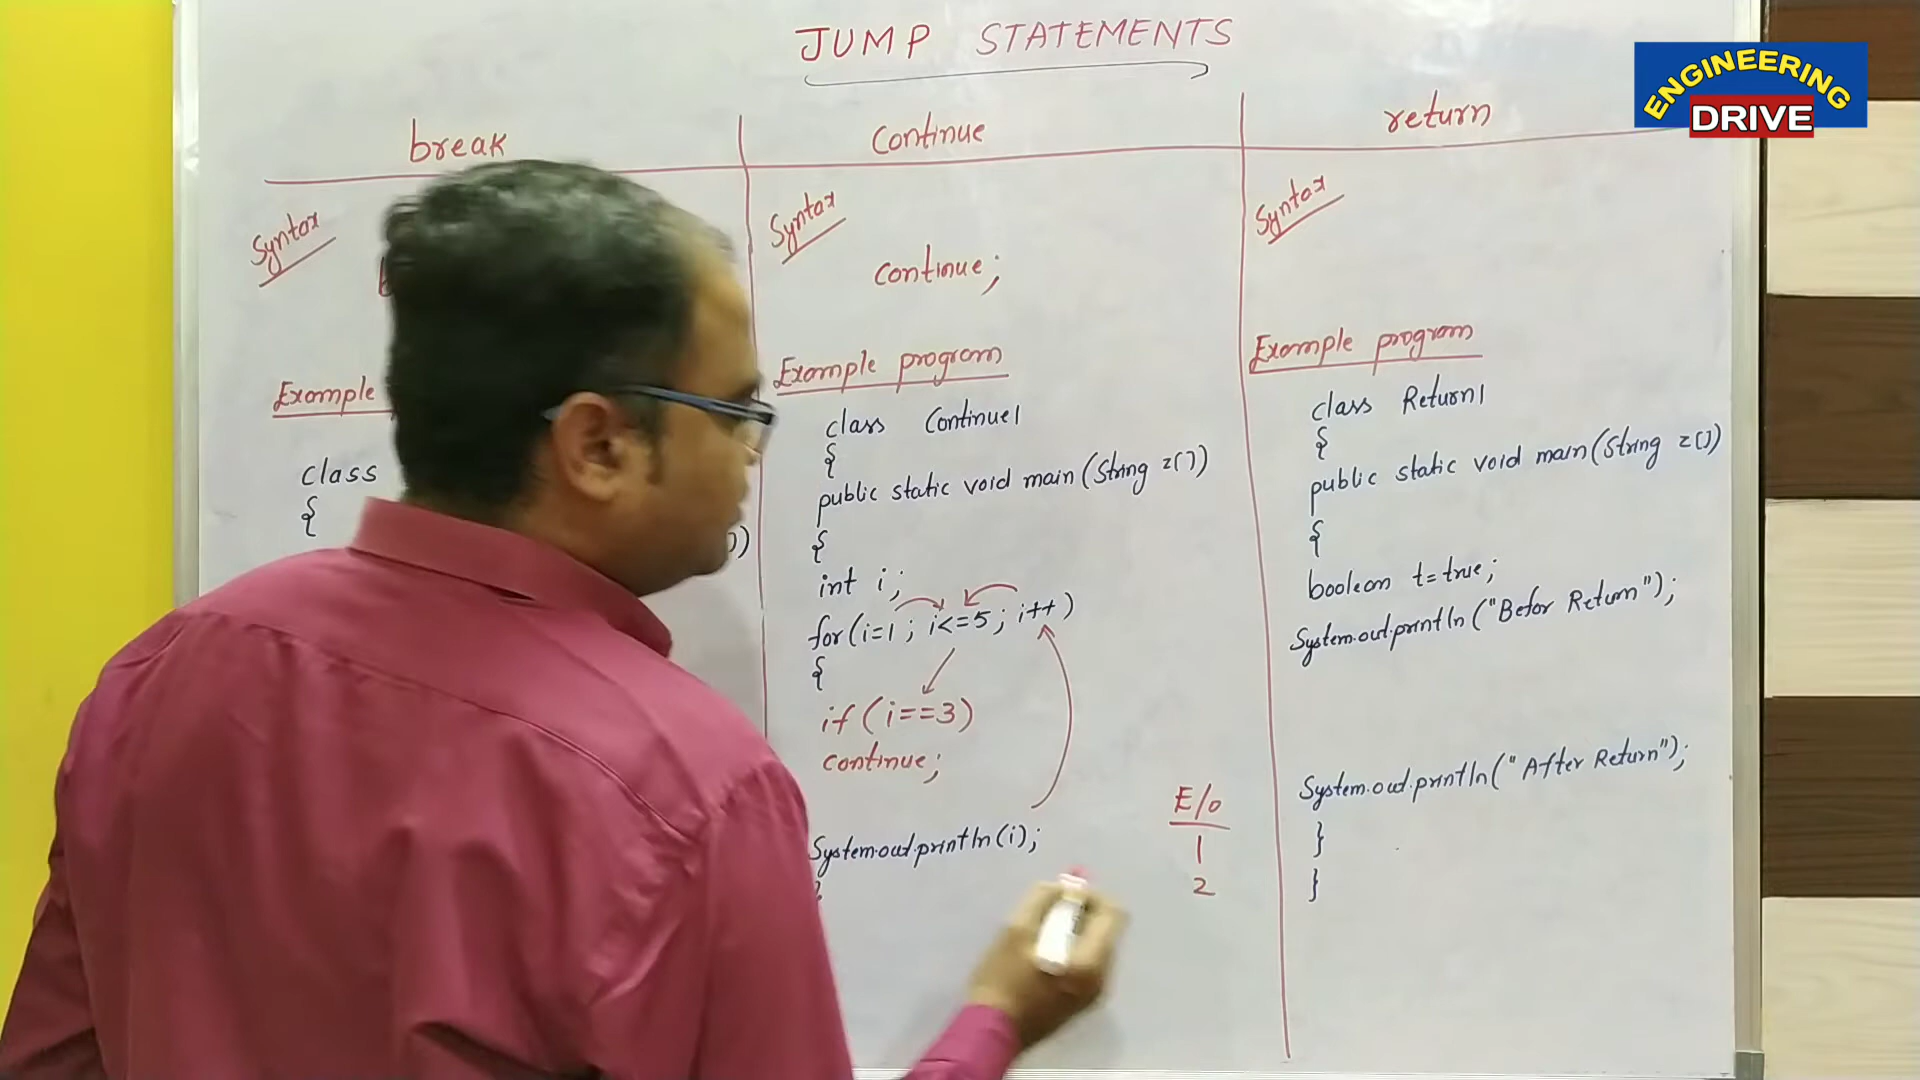 JUMP STATEMENTS
ENGINEERING
DRIVE
break
Syntax
Example
class
{
Continue
Syntax
continue;
Example program
class Continue1
{
public static void main(String z[])
{
int i;
for(i=1; i<=5; i++)
{
if(i==3)
continue;
System.out.println(i);
E/o
1
2
return
Syntax
Example program
class Return1
{
public static void main(String z[])
{
boolean t=true;
System.out.println("Befor Return");
System.out.println("After Return");
}
}